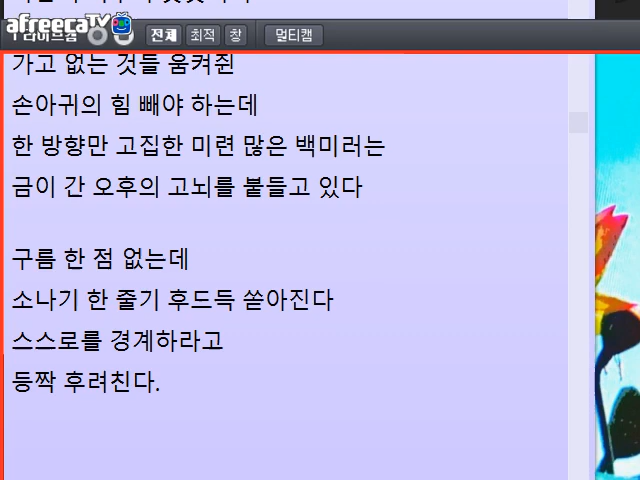 afreecaTV
전체 최적 창 멀티캠
가고 없는 것들 움켜쥔
손아귀의 힘 빼야 하는데
한 방향만 고집한 미련 많은 백미러는
금이 간 오후의 고뇌를 붙들고 있다
구름 한 점 없는데
소나기 한 줄기 후드득 쏟아진다
스스로를 경계하라고
등짝 후려친다.